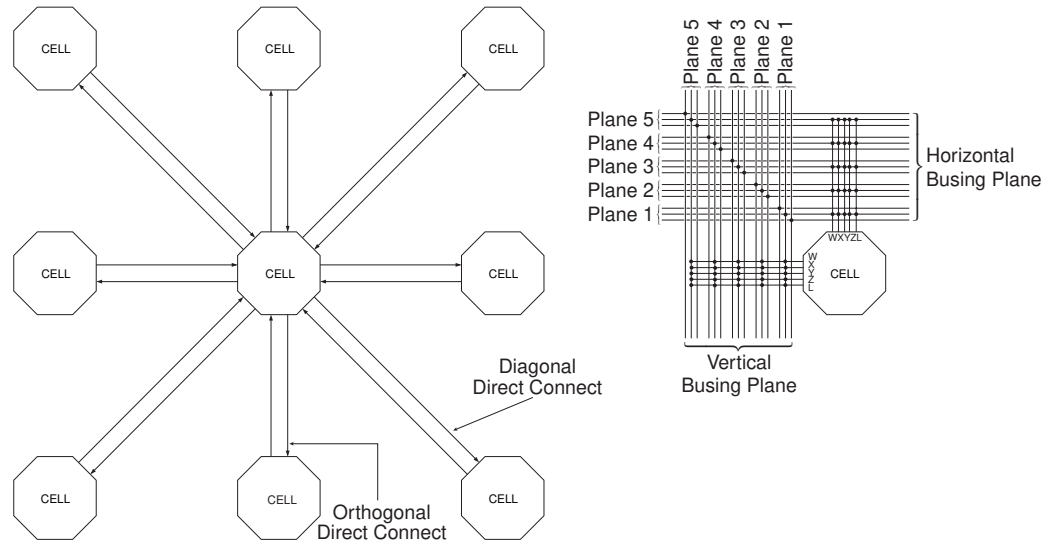 CELL
CELL
CELL
CELL
CELL
CELL
CELL
CELL
CELL
Diagonal
Direct Connect
Orthogonal
Direct Connect
Plane 5
Plane 4
Plane 3
Plane 2
Plane 1
Plane 5
Plane 4
Plane 3
Plane 2
Plane 1
Horizontal
Busing Plane
WXYZL
W
X
Y
Z
L
CELL
Vertical
Busing Plane